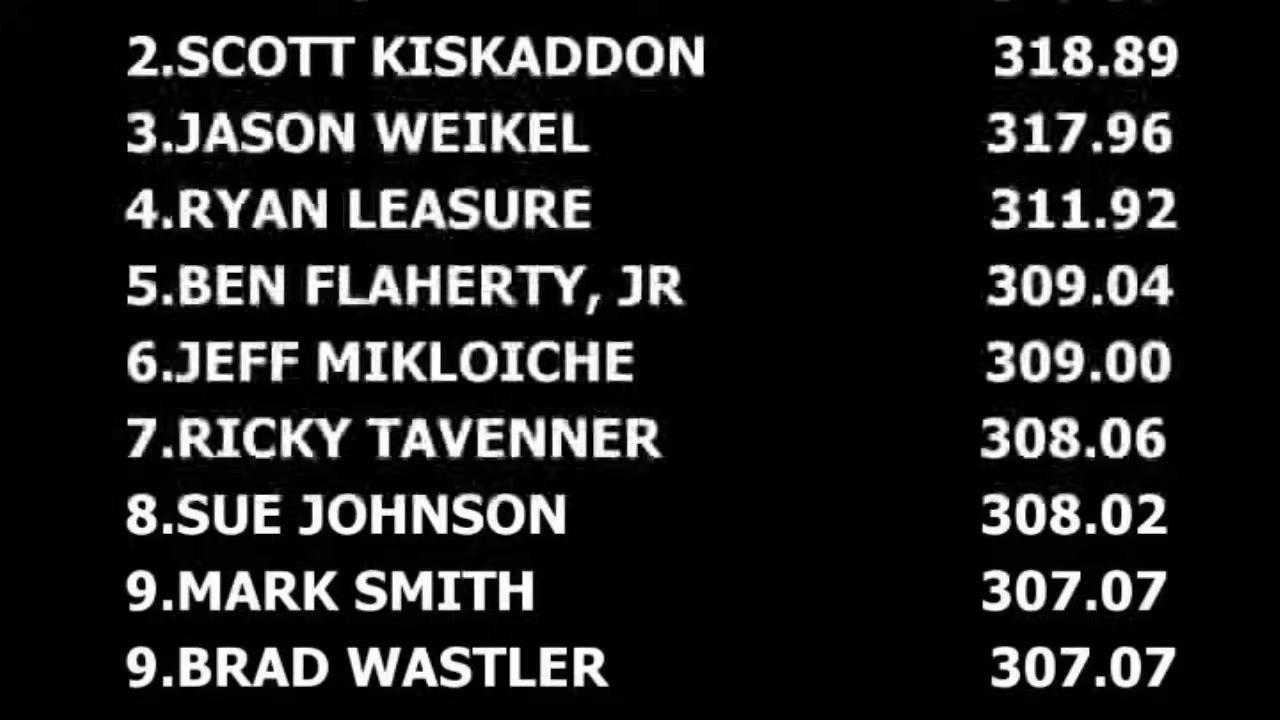 2.SCOTT KISKADDON 318.89
3.JASON WEIKEL 317.96
4.RYAN LEASURE 311.92
5.BEN FLAHERTY, JR 309.04
6.JEFF MIKLOICHE 309.00
7.RICKY TAVENNER 308.06
8.SUE JOHNSON 308.02
9.MARK SMITH 307.07
9.BRAD WASTLER 307.07